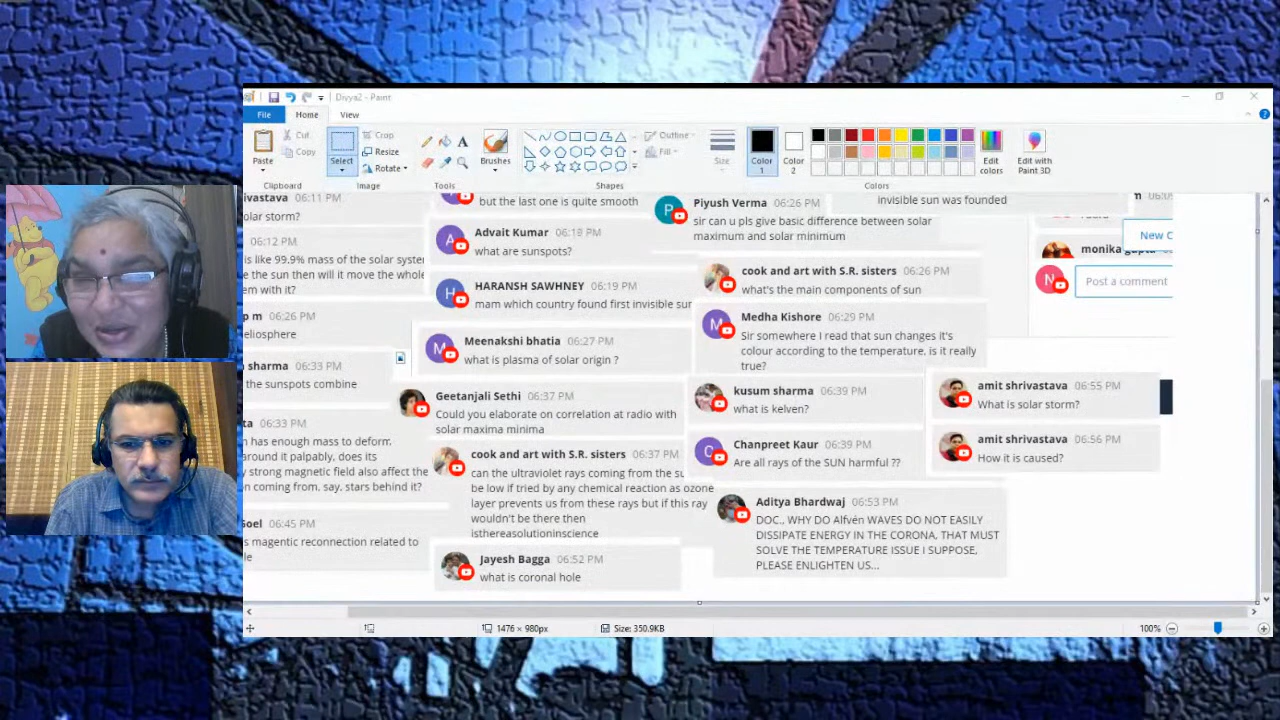 Divya2 - Paint
File
Home
View
Paste
Cut
Copy
Clipboard
Select
Crop
Resize
Rotate
Image
Tools
Brushes
Shapes
Outline
Fill
Size
Color 1
Color 2
Edit colors
Edit with Paint 3D
Colors
ivastava 06:11 PM
olar storm?
06:12 PM
is like 99.9% mass of the solar system
e the sun then will it move the whole
em with it?
p m 06:26 PM
eliosphere
sharma 06:33 PM
the sunspots combine
ta 06:33 PM
n has enough mass to deform.
around it palpably, does its
y strong magnetic field also affect the
n coming from, say, stars behind it?
Goel 06:45 PM
s magentic reconnection related to
le
but the last one is quite smooth
A
Advait Kumar 06:19 PM
what are sunspots?
H
HARANSH SAWHNEY 06:19 PM
mam which country found first invisible sun
M
Meenakshi bhatia 06:27 PM
what is plasma of solar origin ?
Geetanjali Sethi 06:37 PM
Could you elaborate on correlation at radio with
solar maxima minima
cook and art with S.R. sisters 06:37 PM
can the ultraviolet rays coming from the su
be low if tried by any chemical reaction as ozone
layer prevents us from these rays but if this ray
wouldn't be there then
isthereasolutioninscience
Jayesh Bagga 06:52 PM
what is coronal hole
P
Piyush Verma 06:26 PM
sir can u pls give basic difference between solar
maximum and solar minimum
invisible sun was founded
cook and art with S.R. sisters 06:26 PM
what's the main components of sun
M
Medha Kishore 06:29 PM
Sir somewhere I read that sun changes it's
colour according to the temperature, is it really
true?
kusum sharma 06:39 PM
what is kelven?
C
Chanpreet Kaur 06:39 PM
Are all rays of the SUN harmful ??
Aditya Bhardwaj 06:53 PM
DOC., WHY DO Alfvén WAVES DO NOT EASILY
DISSIPATE ENERGY IN THE CORONA. THAT MUST
SOLVE THE TEMPERATURE ISSUE I SUPPOSE,
PLEASE ENLIGHTEN US...
m
New C
monika gupta
N
Post a comment
amit shrivastava 06:55 PM
What is solar storm?
amit shrivastava 06:56 PM
How it is caused?
1476 × 980px
Size: 350.9KB
100%